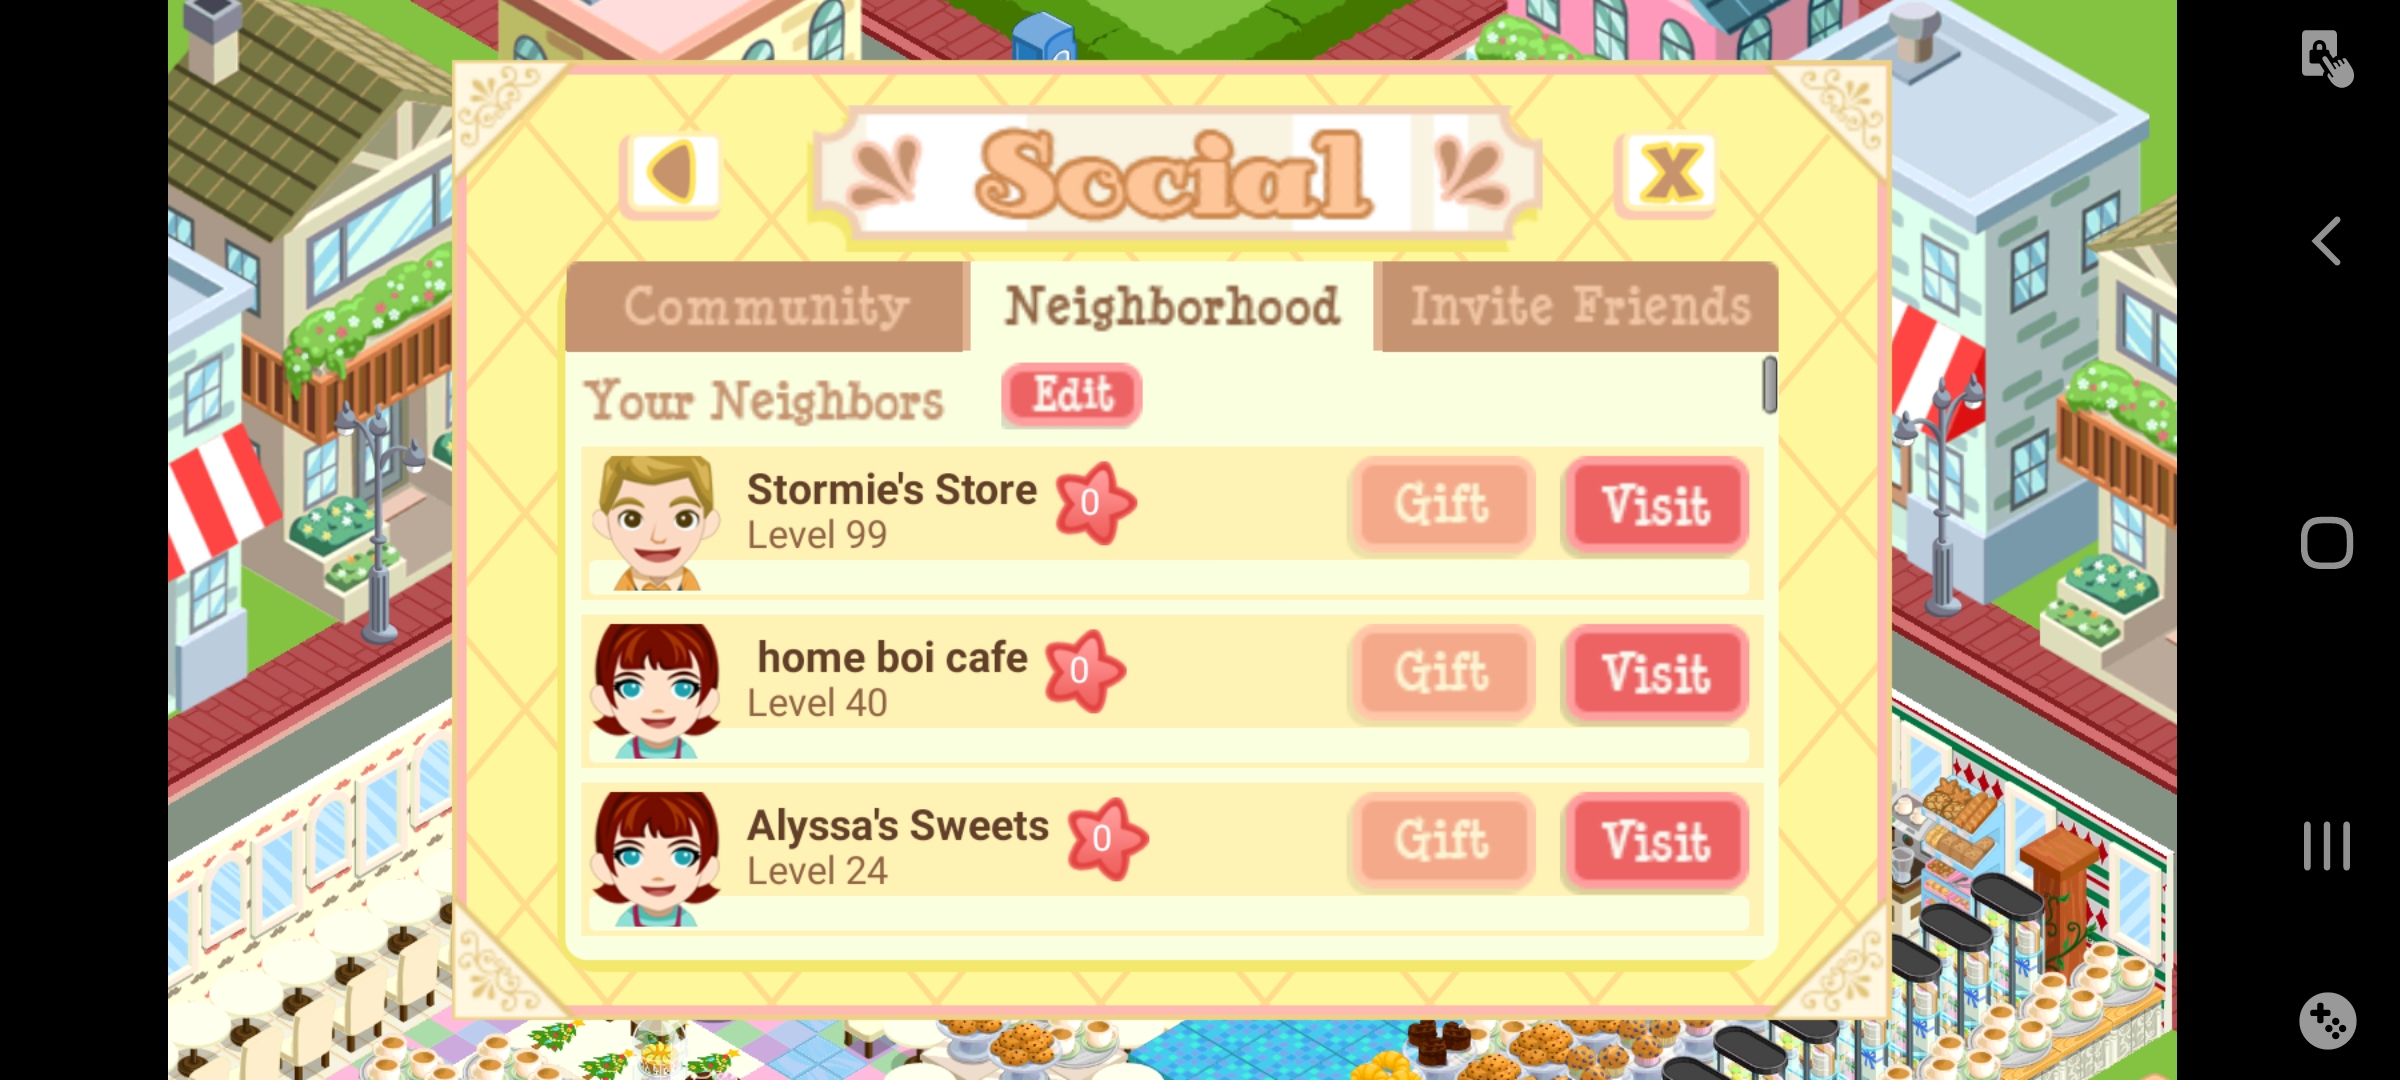 Social
Community Neighborhood Invite Friends
Your Neighbors Edit
Stormie's Store 0 Gift Visit
Level 99
home boi cafe 0 Gift Visit
Level 40
Alyssa's Sweets 0 Gift Visit
Level 24